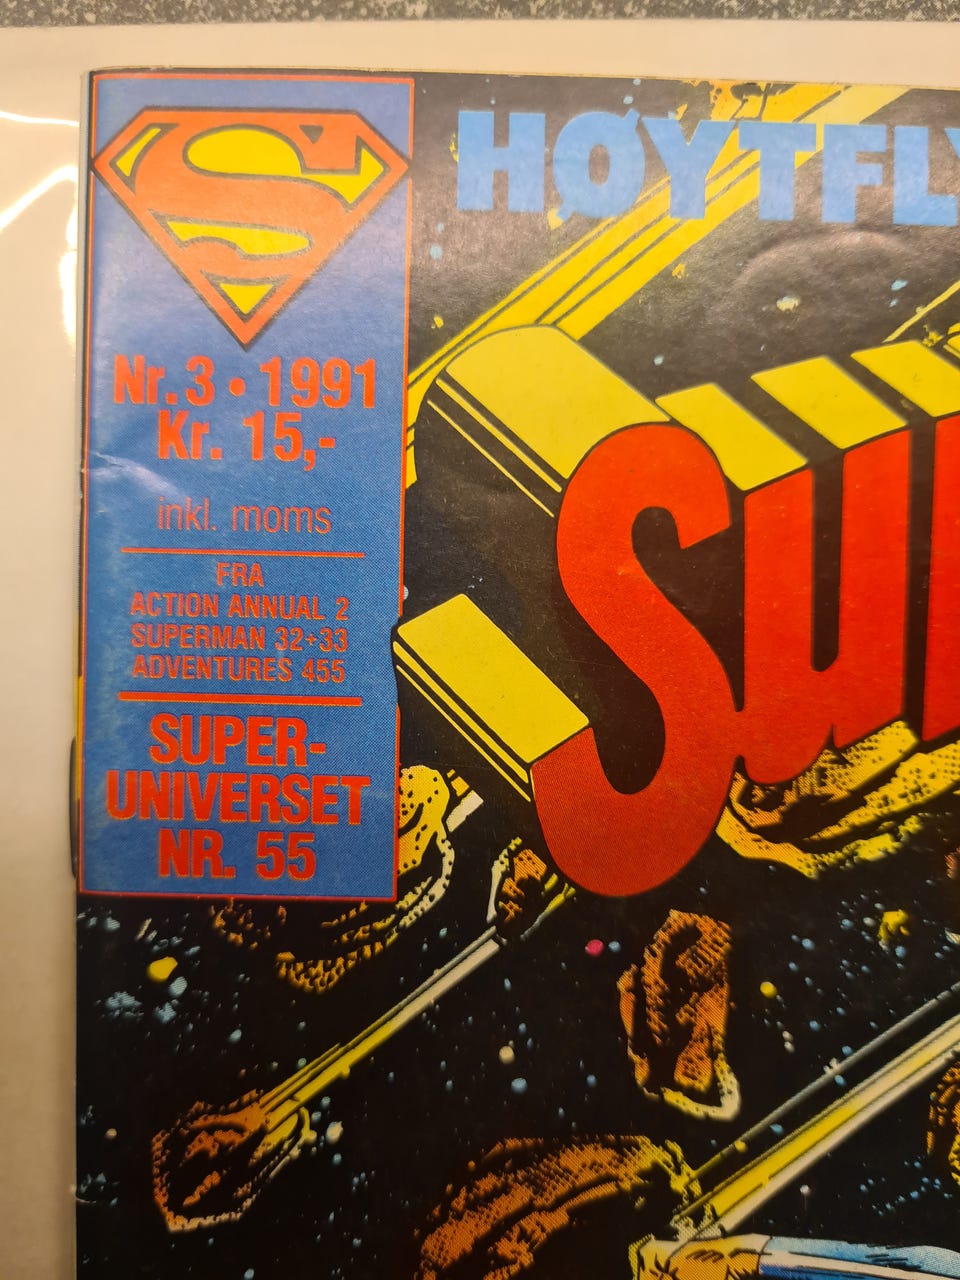 HØYTFLY
Nr.3 • 1991
Kr. 15,-
inkl. moms
FRA
ACTION ANNUAL 2
SUPERMAN 32+33
ADVENTURES 455
SUPER-
UNIVERSET
NR. 55
S
SU